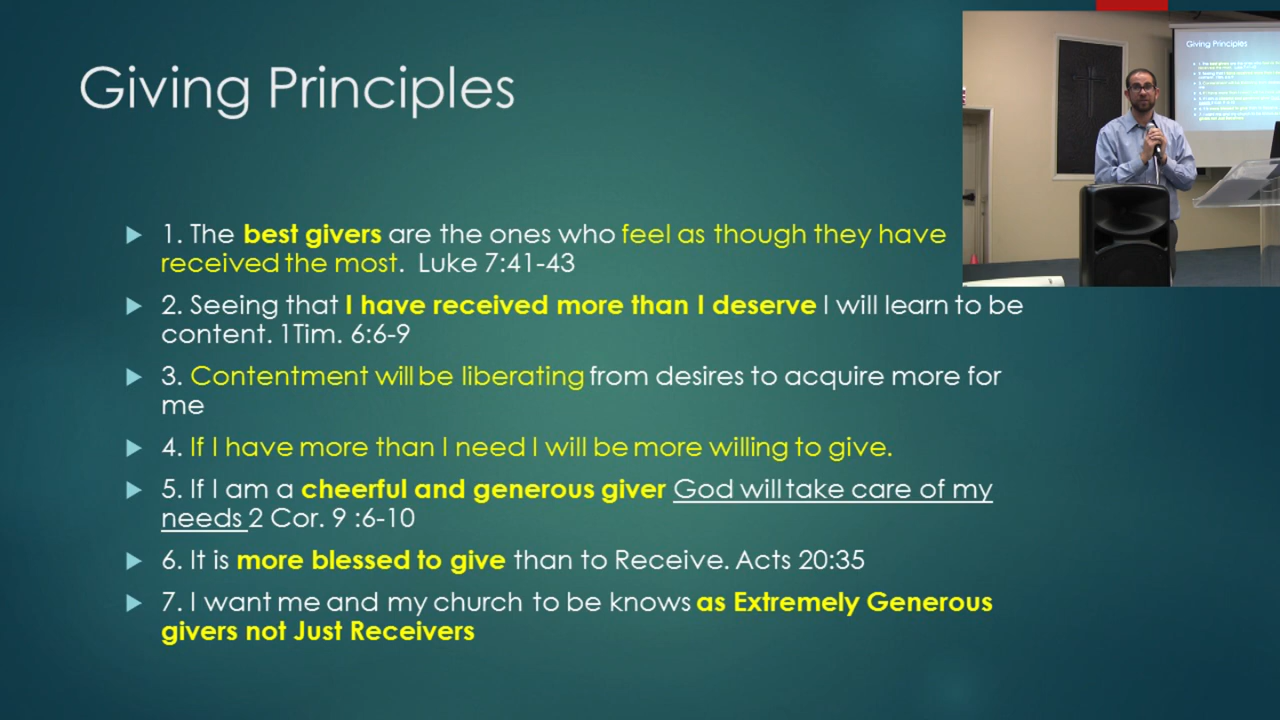 Giving Principles
1. The best givers are the ones who feel as though they have
received the most. Luke 7:41-43
2. Seeing that I have received more than I deserve I will learn to be
content. 1Tim. 6:6-9
3. Contentment will be liberating from desires to acquire more for
me
4. If I have more than I need I will be more willing to give.
5. If I am a cheerful and generous giver God will take care of my
needs 2 Cor. 9 :6-10
6. It is more blessed to give than to Receive. Acts 20:35
7. I want me and my church to be knows as Extremely Generous
givers not Just Receivers
Giving Principles